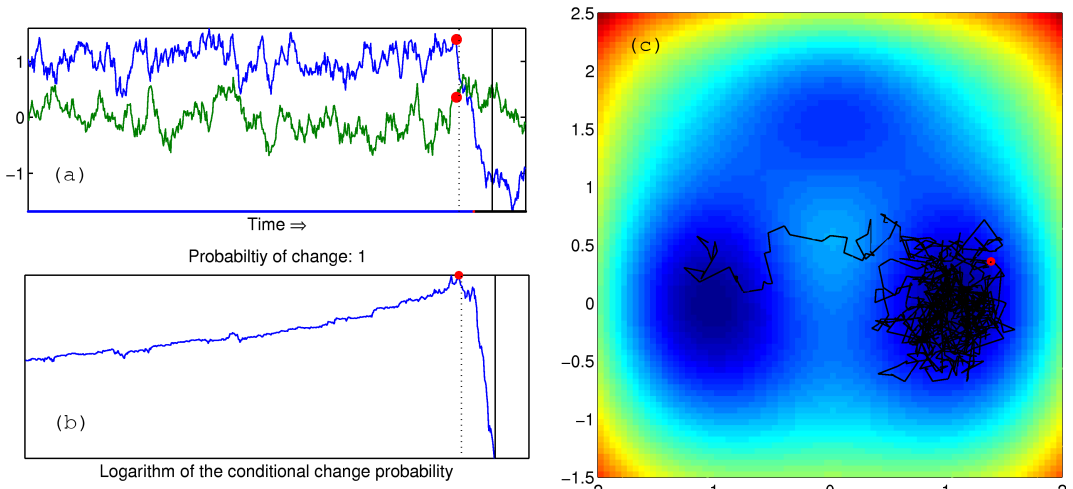 1
0
−1
(a)
Time ⇒
Probabiltiy of change: 1
(b)
Logarithm of the conditional change probability
2.5
(c)
2
1.5
1
0.5
0
−0.5
−1
−1.5